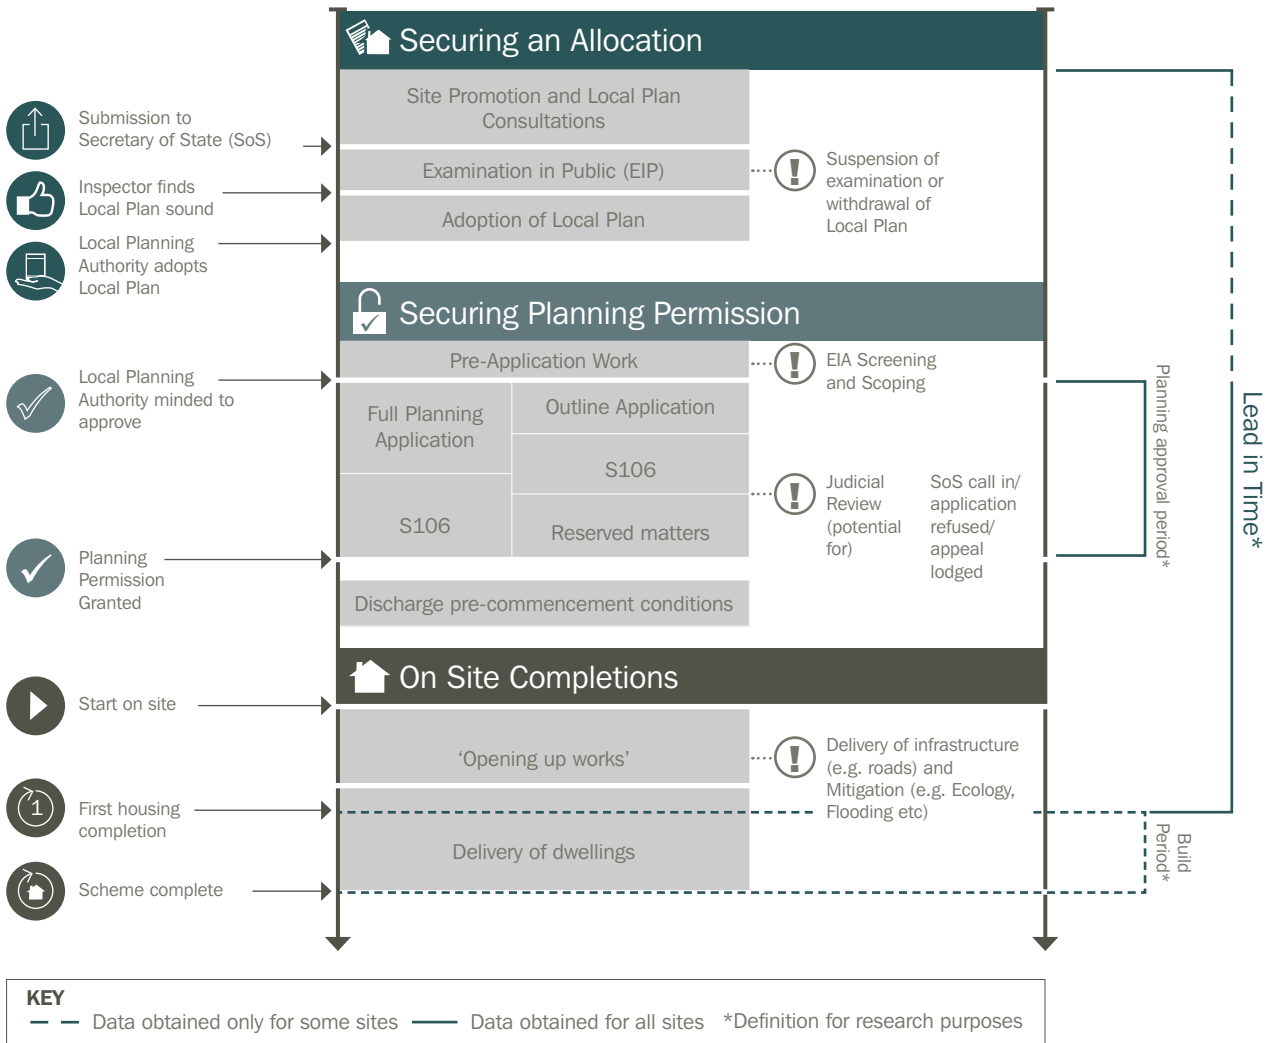 Securing an Allocation
Site Promotion and Local Plan
Consultations
Submission to
Secretary of State (SoS)
Examination in Public (EIP)
!
Suspension of
examination or
withdrawal of
Local Plan
Inspector finds
Local Plan sound
Adoption of Local Plan
Local Planning
Authority adopts
Local Plan
Securing Planning Permission
Pre-Application Work
!
EIA Screening
and Scoping
Local Planning
Authority minded to
approve
Full Planning
Application
S106
Outline Application
S106
Reserved matters
!
Judicial
Review
(potential
for)
SoS call in/
application
refused/
appeal
lodged
Planning approval period*
Lead in Time*
Planning
Permission
Granted
Discharge pre-commencement conditions
On Site Completions
Start on site
‘Opening up works’
!
Delivery of infrastructure
(e.g. roads) and
Mitigation (e.g. Ecology,
Flooding etc)
1
First housing
completion
Delivery of dwellings
Build
Period*
Scheme complete
KEY
Data obtained only for some sites
Data obtained for all sites
*Definition for research purposes